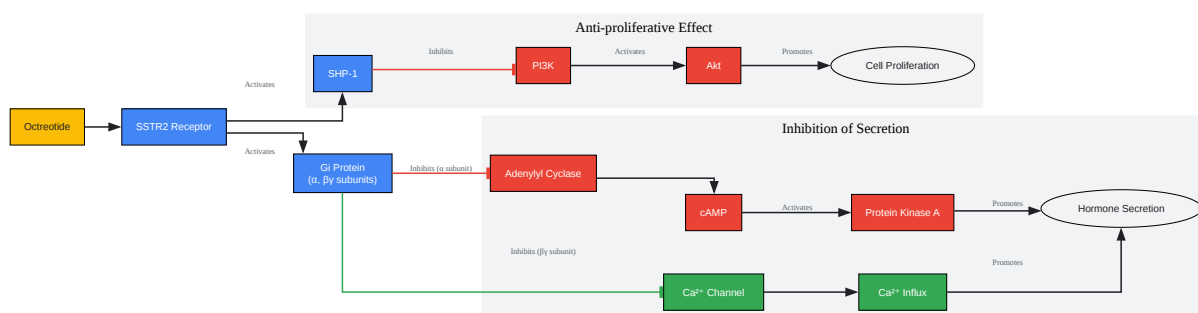 Anti-proliferative Effect
Inhibits
Activates
Promotes
SHP-1
PI3K
Akt
Cell Proliferation
Activates
Octreotide
SSTR2 Receptor
Activates
Inhibition of Secretion
Gi Protein
(α, βγ subunits)
Inhibits (α subunit)
Adenylyl Cyclase
cAMP
Activates
Protein Kinase A
Promotes
Hormone Secretion
Inhibits (βγ subunit)
Promotes
Ca²⁺ Channel
Ca²⁺ Influx